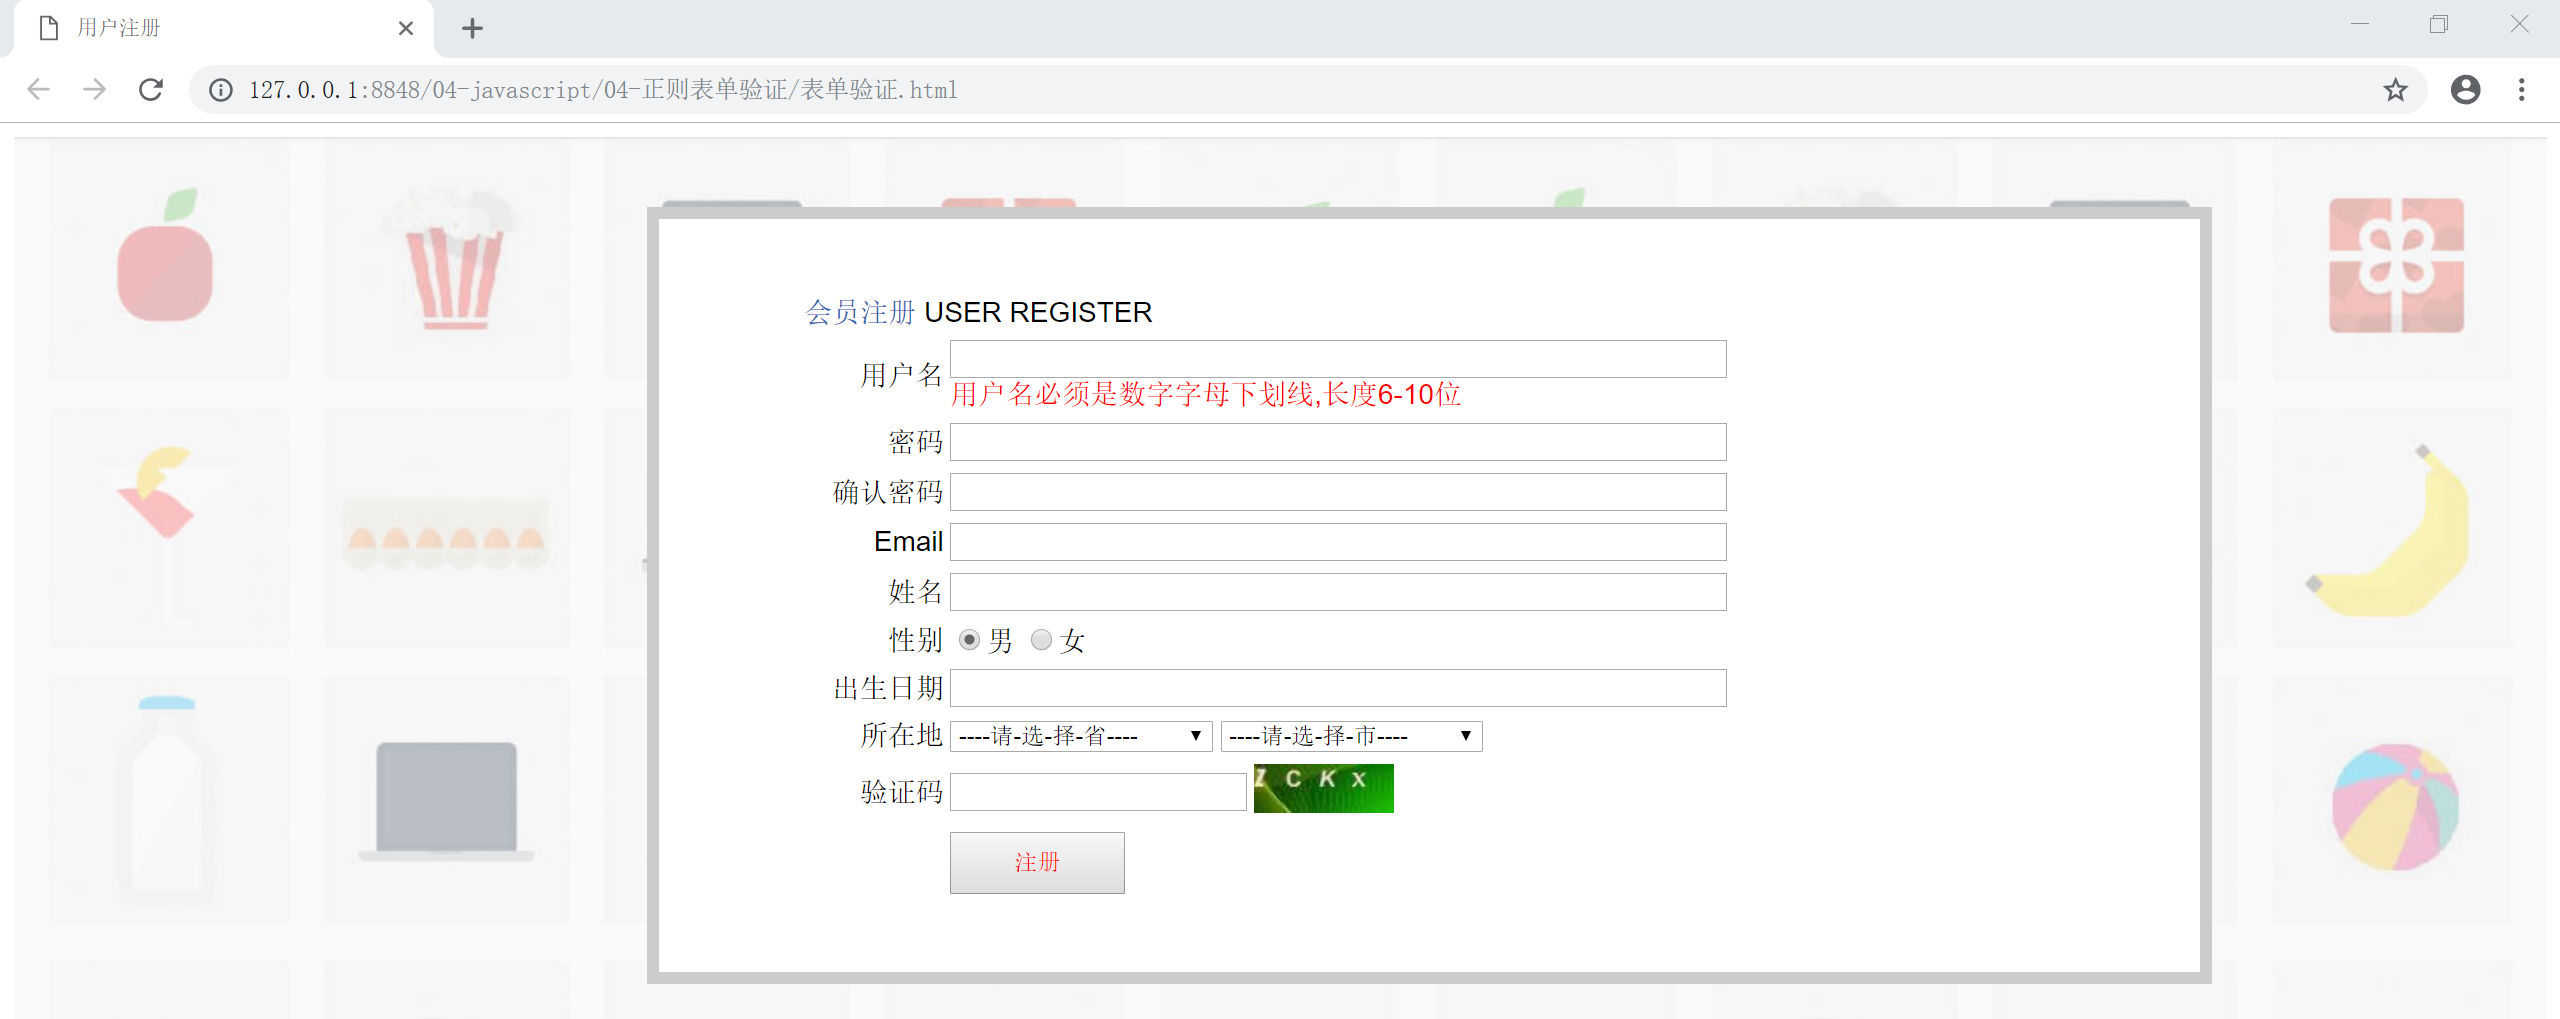 用户注册
127.0.0.1:8848/04-javascript/04-正则表单验证/表单验证.html
会员注册 USER REGISTER
用户名
用户名必须是数字字母下划线,长度6-10位
密码
确认密码
Email
姓名
性别 男 女
出生日期
所在地 ----请-选-择-省---- ----请-选-择-市----
验证码 Z C K X
注册